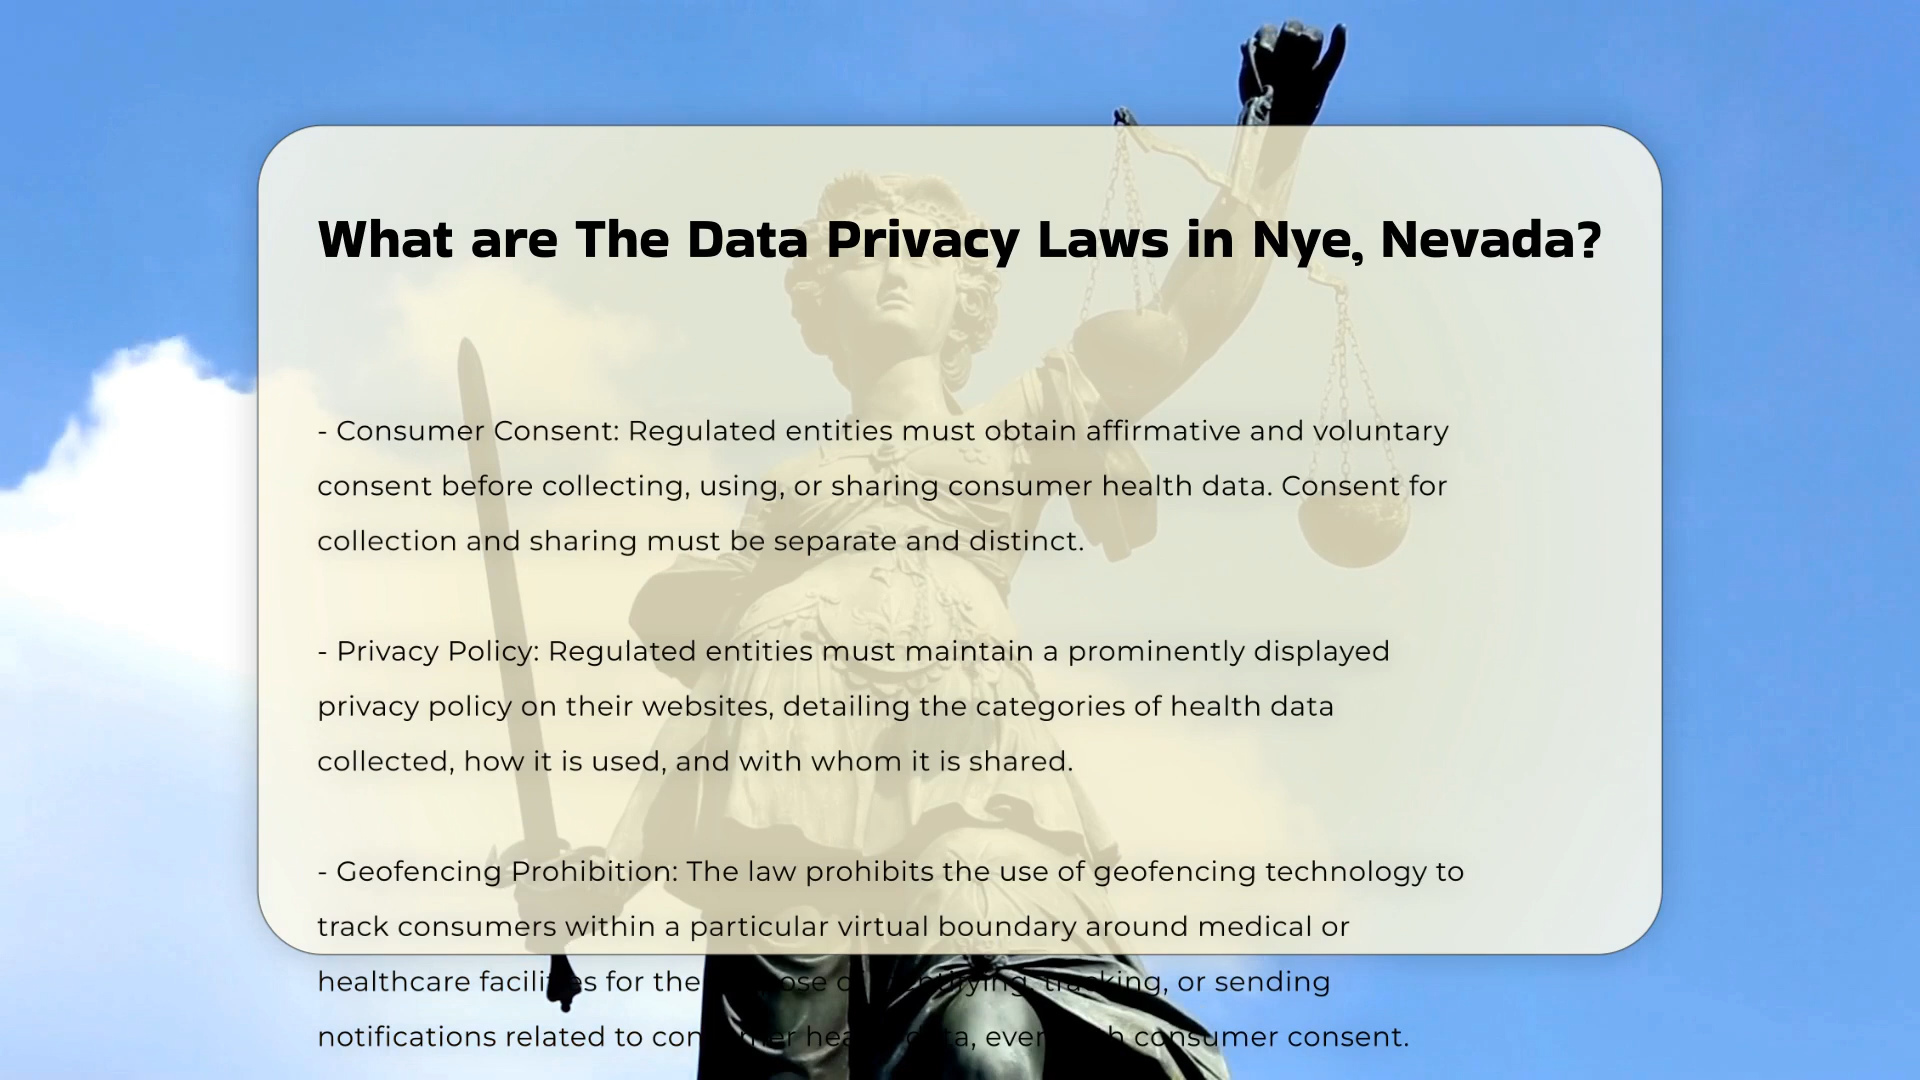 What are The Data Privacy Laws in Nye, Nevada?
- Consumer Consent: Regulated entities must obtain affirmative and voluntary
consent before collecting, using, or sharing consumer health data. Consent for
collection and sharing must be separate and distinct.
- Privacy Policy: Regulated entities must maintain a prominently displayed
privacy policy on their websites, detailing the categories of health data
collected, how it is used, and with whom it is shared.
- Geofencing Prohibition: The law prohibits the use of geofencing technology to
track consumers within a particular virtual boundary around medical or
healthcare facilities for the tracking, or sending
notifications related to consumer consent.